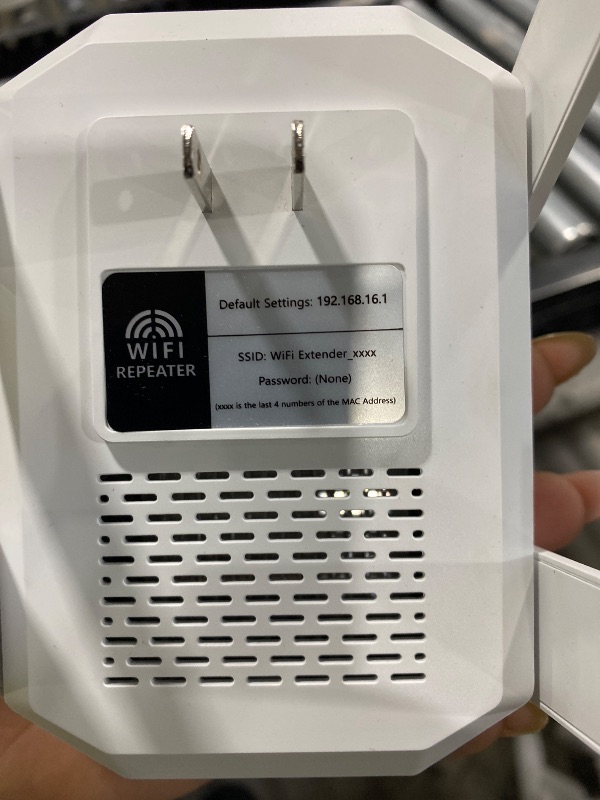 WiFi
REPEATER
Default Settings: 192.168.16.1
SSID: WiFi Extender_xxxx
Password: (None)
(xxxx is the last 4 numbers of the MAC Address)